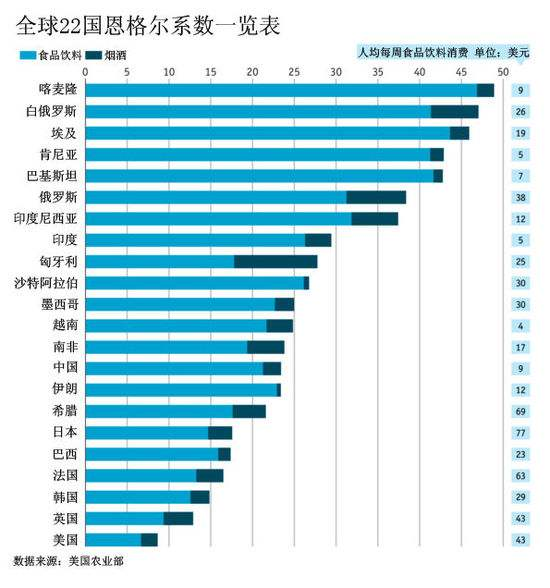 全球22国恩格尔系数一览表
食品饮料 烟酒 人均每周食品饮料消费 单位：美元
0 5 10 15 20 25 30 35 40 45 50
喀麦隆 9
白俄罗斯 26
埃及 19
肯尼亚 5
巴基斯坦 7
俄罗斯 38
印度尼西亚 12
印度 5
匈牙利 25
沙特阿拉伯 30
墨西哥 30
越南 4
南非 17
中国 9
伊朗 12
希腊 69
日本 77
巴西 23
法国 63
韩国 29
英国 43
美国 43
数据来源：美国农业部